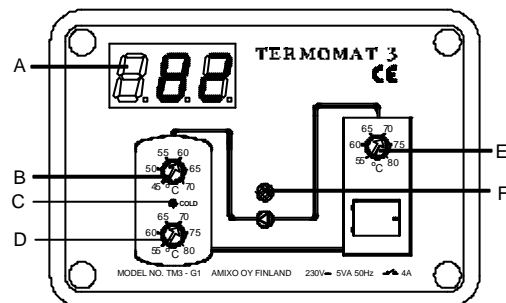 TERMOMAT 3
CE
A
82
65 70
60 75
55 °C 80
E
55 60
50 65
45 °C 70
B
F
C
COLD
65 70
60 75
55 °C 80
D
MODEL NO. TM3 - G1 AMIXO OY FINLAND 230V 5VA 50Hz 4A